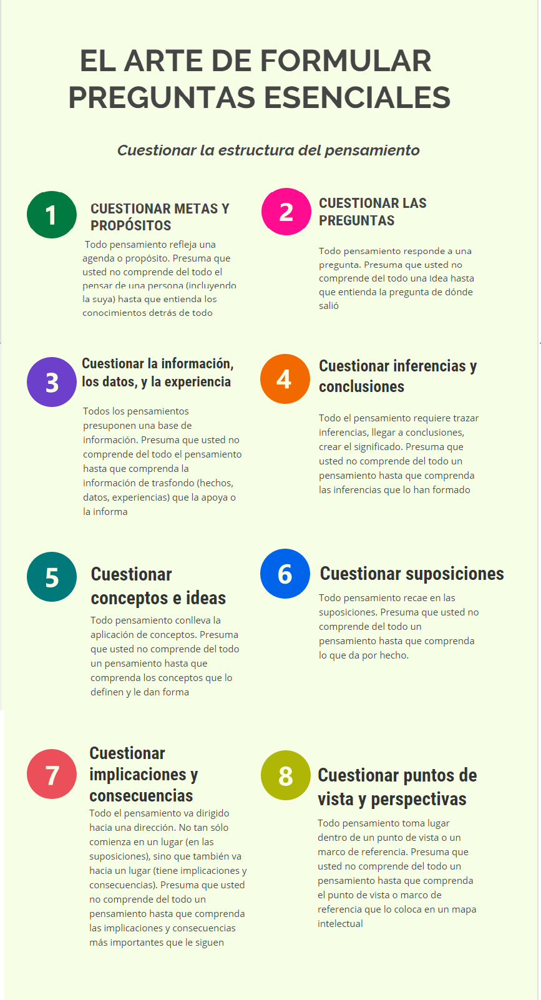 EL ARTE DE FORMULAR
PREGUNTAS ESENCIALES
Cuestionar la estructura del pensamiento
1
CUESTIONAR METAS Y
PROPÓSITOS
Todo pensamiento refleja una
agenda o propósito. Presuma que
usted no comprende del todo el
pensar de una persona (incluyendo
la suya) hasta que entienda los
conocimientos detrás de todo
2
CUESTIONAR LAS
PREGUNTAS
Todo pensamiento responde a una
pregunta. Presuma que usted no
comprende del todo una idea hasta
que entienda la pregunta de dónde
salió
3
Cuestionar la información,
los datos, y la experiencia
Todos los pensamientos
presuponen una base de
información. Presuma que usted no
comprende del todo el pensamiento
hasta que comprenda la
información de trasfondo (hechos,
datos, experiencias) que la apoya o
la informa
4
Cuestionar inferencias y
conclusiones
Todo el pensamiento requiere trazar
inferencias, llegar a conclusiones,
crear el significado. Presuma que
usted no comprende del todo un
pensamiento hasta que comprenda
las inferencias que lo han formado
5
Cuestionar
conceptos e ideas
Todo pensamiento conlleva la
aplicación de conceptos. Presuma
que usted no comprende del todo
un pensamiento hasta que
comprenda los conceptos que lo
definen y le dan forma
6
Cuestionar suposiciones
Todo pensamiento recae en las
suposiciones. Presuma que usted no
comprende del todo un
pensamiento hasta que comprenda
lo que da por hecho.
7
Cuestionar
implicaciones y
consecuencias
Todo el pensamiento va dirigido
hacia una dirección. No tan sólo
comienza en un lugar (en las
suposiciones), sino que también va
hacia un lugar (tiene implicaciones y
consecuencias). Presuma que usted
no comprende del todo un
pensamiento hasta que comprenda
las implicaciones y consecuencias
más importantes que le siguen
8
Cuestionar puntos de
vista y perspectivas
Todo pensamiento toma lugar
dentro de un punto de vista o un
marco de referencia. Presuma que
usted no comprende del todo un
pensamiento hasta que comprenda
el punto de vista o marco de
referencia que lo coloca en un mapa
intelectual